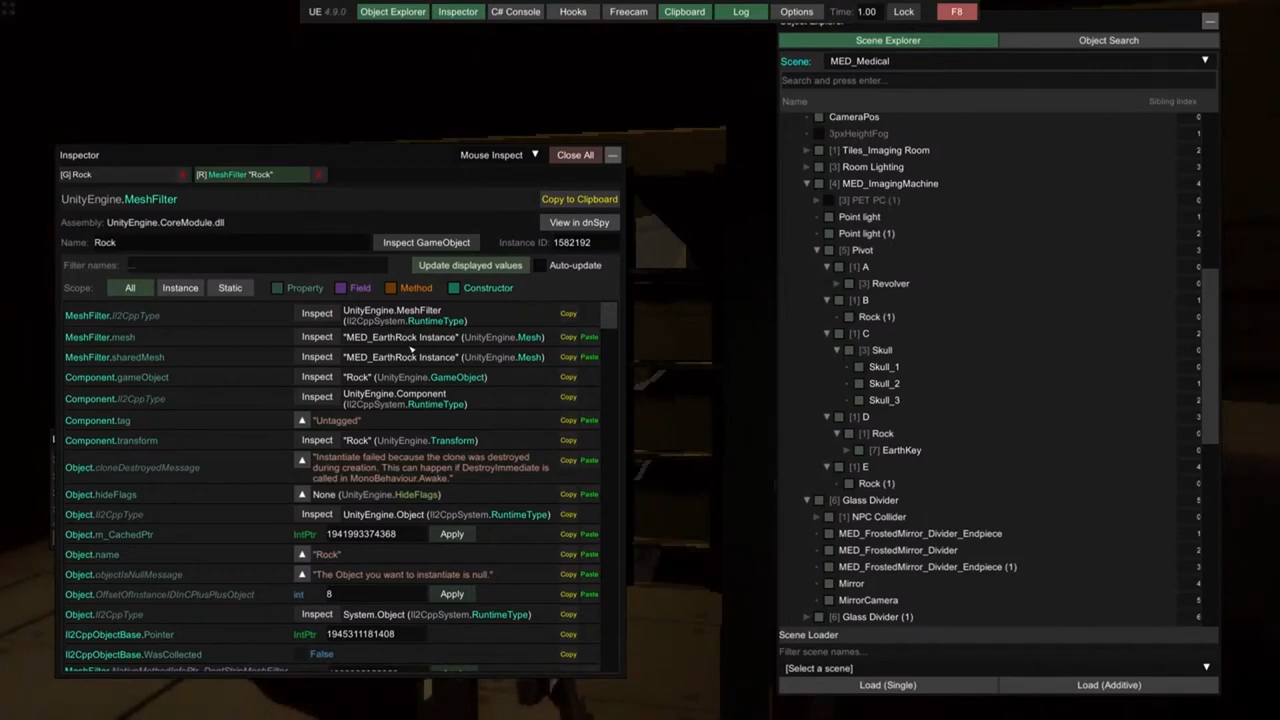 UE 4.9.0 Object Explorer Inspector C# Console Hooks Freecam Clipboard Log Options Time: 1.00 Lock F8
Inspector Mouse Inspect ▼ Close All —
[G] Rock X [R] MeshFilter "Rock" X
UnityEngine.MeshFilter Copy to Clipboard
Assembly: UnityEngine.CoreModule.dll View in dnSpy
Name: Rock Inspect GameObject Instance ID: 1582192
Filter names: ... Update displayed values Auto-update
Scope: All Instance Static Property Field Method Constructor
MeshFilter.Il2CppType Inspect UnityEngine.MeshFilter Copy
(Il2CppSystem.RuntimeType)
MeshFilter.mesh Inspect "MED_EarthRock Instance" (UnityEngine.Mesh) Copy Paste
MeshFilter.sharedMesh Inspect "MED_EarthRock Instance" (UnityEngine.Mesh) Copy Paste
Component.gameObject Inspect "Rock" (UnityEngine.GameObject) Copy
Component.Il2CppType Inspect UnityEngine.Component Copy
(Il2CppSystem.RuntimeType)
Component.tag ▲ "Untagged" Copy Paste
Component.transform Inspect "Rock" (UnityEngine.Transform) Copy
Object.cloneDestroyedMessage ▲ "Instantiate failed because the clone was destroyed Copy Paste
during creation. This can happen if DestroyImmediate is
called in MonoBehaviour.Awake."
Object.hideFlags ▲ None (UnityEngine.HideFlags) Copy Paste
Object.Il2CppType Inspect UnityEngine.Object (Il2CppSystem.RuntimeType) Copy
Object.m_CachedPtr IntPtr 1941993374368 Apply Copy Paste
Object.name ▲ "Rock" Copy Paste
Object.objectIsNullMessage ▲ "The Object you want to instantiate is null." Copy Paste
Object.OffsetOfInstanceIDInCPlusPlusObject int 8 Apply Copy Paste
Object.Il2CppType Inspect System.Object (Il2CppSystem.RuntimeType) Copy
Il2CppObjectBase.Pointer IntPtr 1945311181408 Copy
Il2CppObjectBase.WasCollected False Copy
Object Explorer —
Scene Explorer Object Search
Scene: MED_Medical ▼
Search and press enter...
Name Sibling Index
CameraPos 0
3pxHeightFog 0
[1] Tiles_Imaging Room 2
[3] Room Lighting 3
[4] MED_ImagingMachine 4
[3] PET PC (1) 0
Point light 1
Point light (1) 2
[5] Pivot 3
[1] A 0
[3] Revolver 0
[1] B 1
Rock (1) 0
[1] C 2
[3] Skull 0
Skull_1 0
Skull_2 1
Skull_3 2
[1] D 3
[1] Rock 0
[7] EarthKey 0
[1] E 4
Rock (1) 0
[6] Glass Divider 5
[1] NPC Collider 0
MED_FrostedMirror_Divider_Endpiece 1
MED_FrostedMirror_Divider 2
MED_FrostedMirror_Divider_Endpiece (1) 3
Mirror 4
MirrorCamera 5
[6] Glass Divider (1) 6
Scene Loader
Filter scene names...
[Select a scene] ▼
Load (Single) Load (Additive)